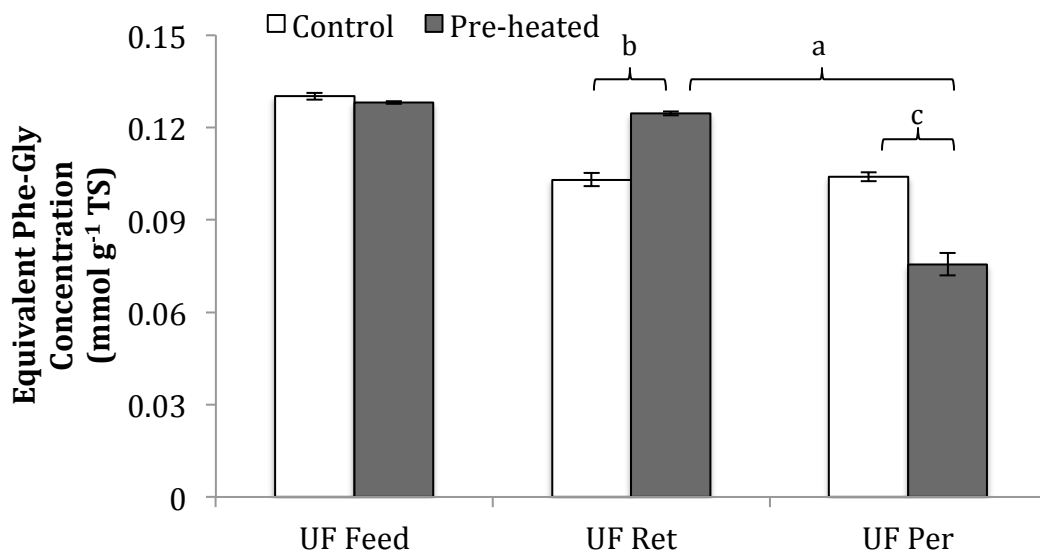 Control Pre-heated
Equivalent Phe-Gly
Concentration
(mmol g⁻¹ TS)
0.15
0.12
0.09
0.06
0.03
0
b
a
c
UF Feed UF Ret UF Per